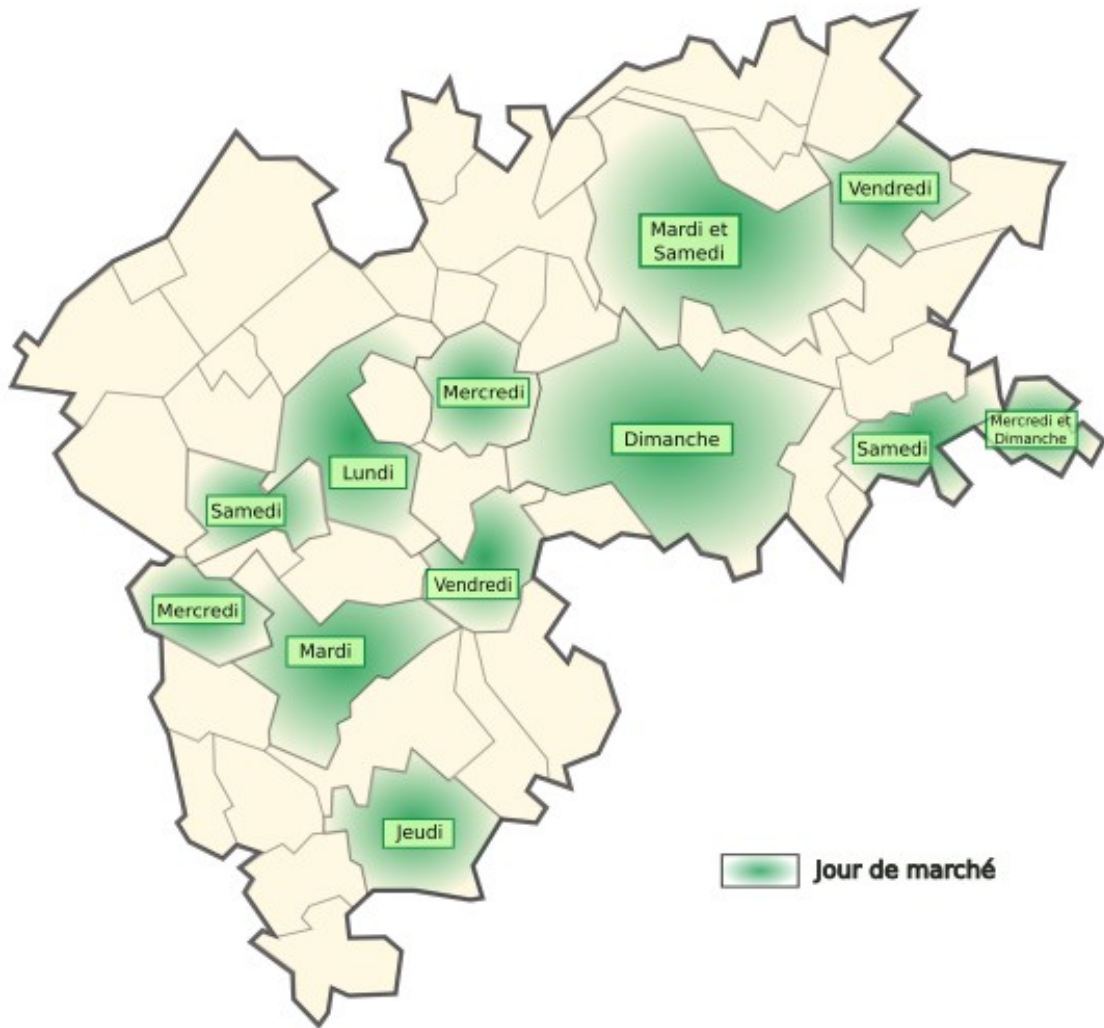 Vendredi
Mardi et
Samedi
Mercredi
Mercredi et
Dimanche
Dimanche
Samedi
Lundi
Samedi
Vendredi
Mercredi
Mardi
Jeudi
Jour de marché